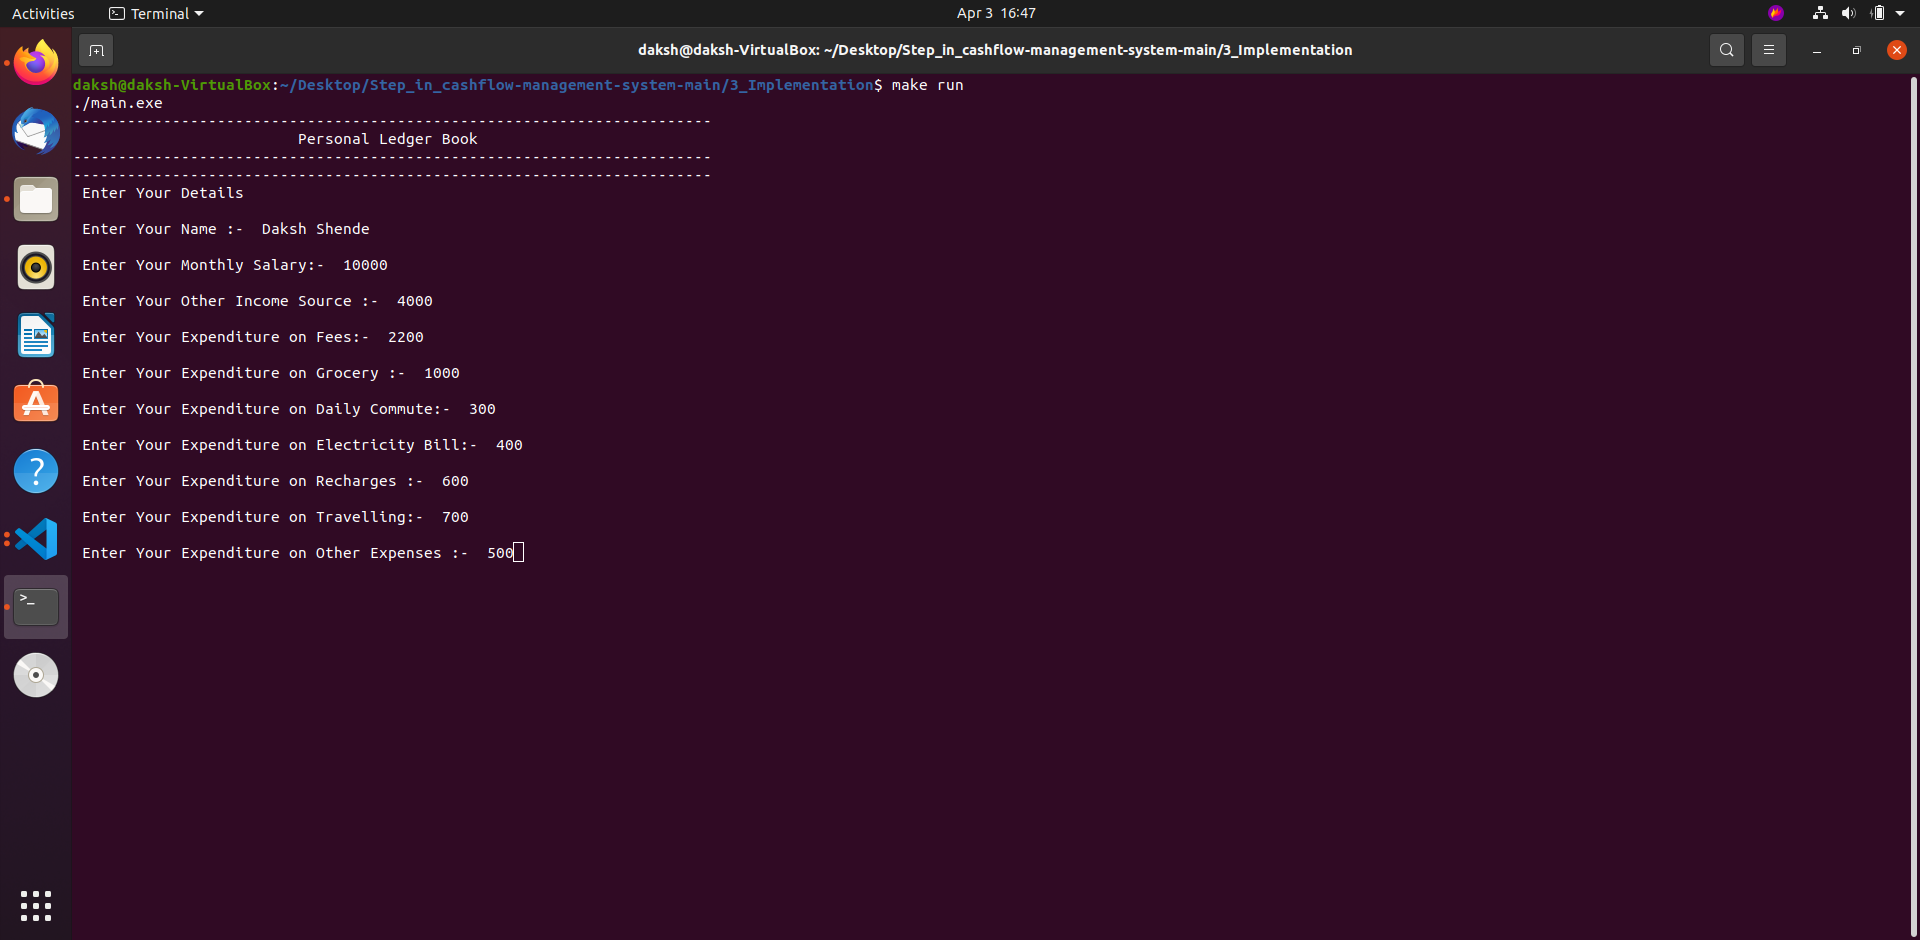 Activities Terminal Apr 3 16:47
daksh@daksh-VirtualBox: ~/Desktop/Step_in_cashflow-management-system-main/3_Implementation
daksh@daksh-VirtualBox:~/Desktop/Step_in_cashflow-management-system-main/3_Implementation$ make run
./main.exe
-----------------------------------------------------------------------
Personal Ledger Book
-----------------------------------------------------------------------
-----------------------------------------------------------------------
Enter Your Details
Enter Your Name :-  Daksh Shende
Enter Your Monthly Salary:-  10000
Enter Your Other Income Source :-  4000
Enter Your Expenditure on Fees:-  2200
Enter Your Expenditure on Grocery :-  1000
Enter Your Expenditure on Daily Commute:-  300
Enter Your Expenditure on Electricity Bill:-  400
Enter Your Expenditure on Recharges :-  600
Enter Your Expenditure on Travelling:-  700
Enter Your Expenditure on Other Expenses :-  500